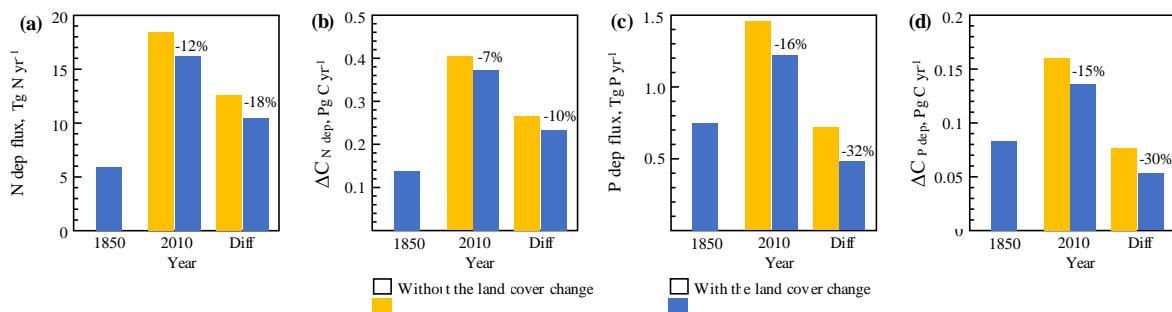 (a)
N dep flux, Tg N yr⁻¹
20
15
10
5
0
-12%
-18%
1850 2010 Diff
Year
(b)
ΔC N dep, Pg C yr⁻¹
0.4
0.3
0.2
0.1
-7%
-10%
1850 2010 Diff
Year
(c)
P dep flux, Tg P yr⁻¹
1.5
1.0
0.5
-16%
-32%
1850 2010 Diff
Year
(d)
ΔC P dep, Pg C yr⁻¹
0.2
0.15
0.1
0.05
0
-15%
-30%
1850 2010 Diff
Year
Without the land cover change
With the land cover change